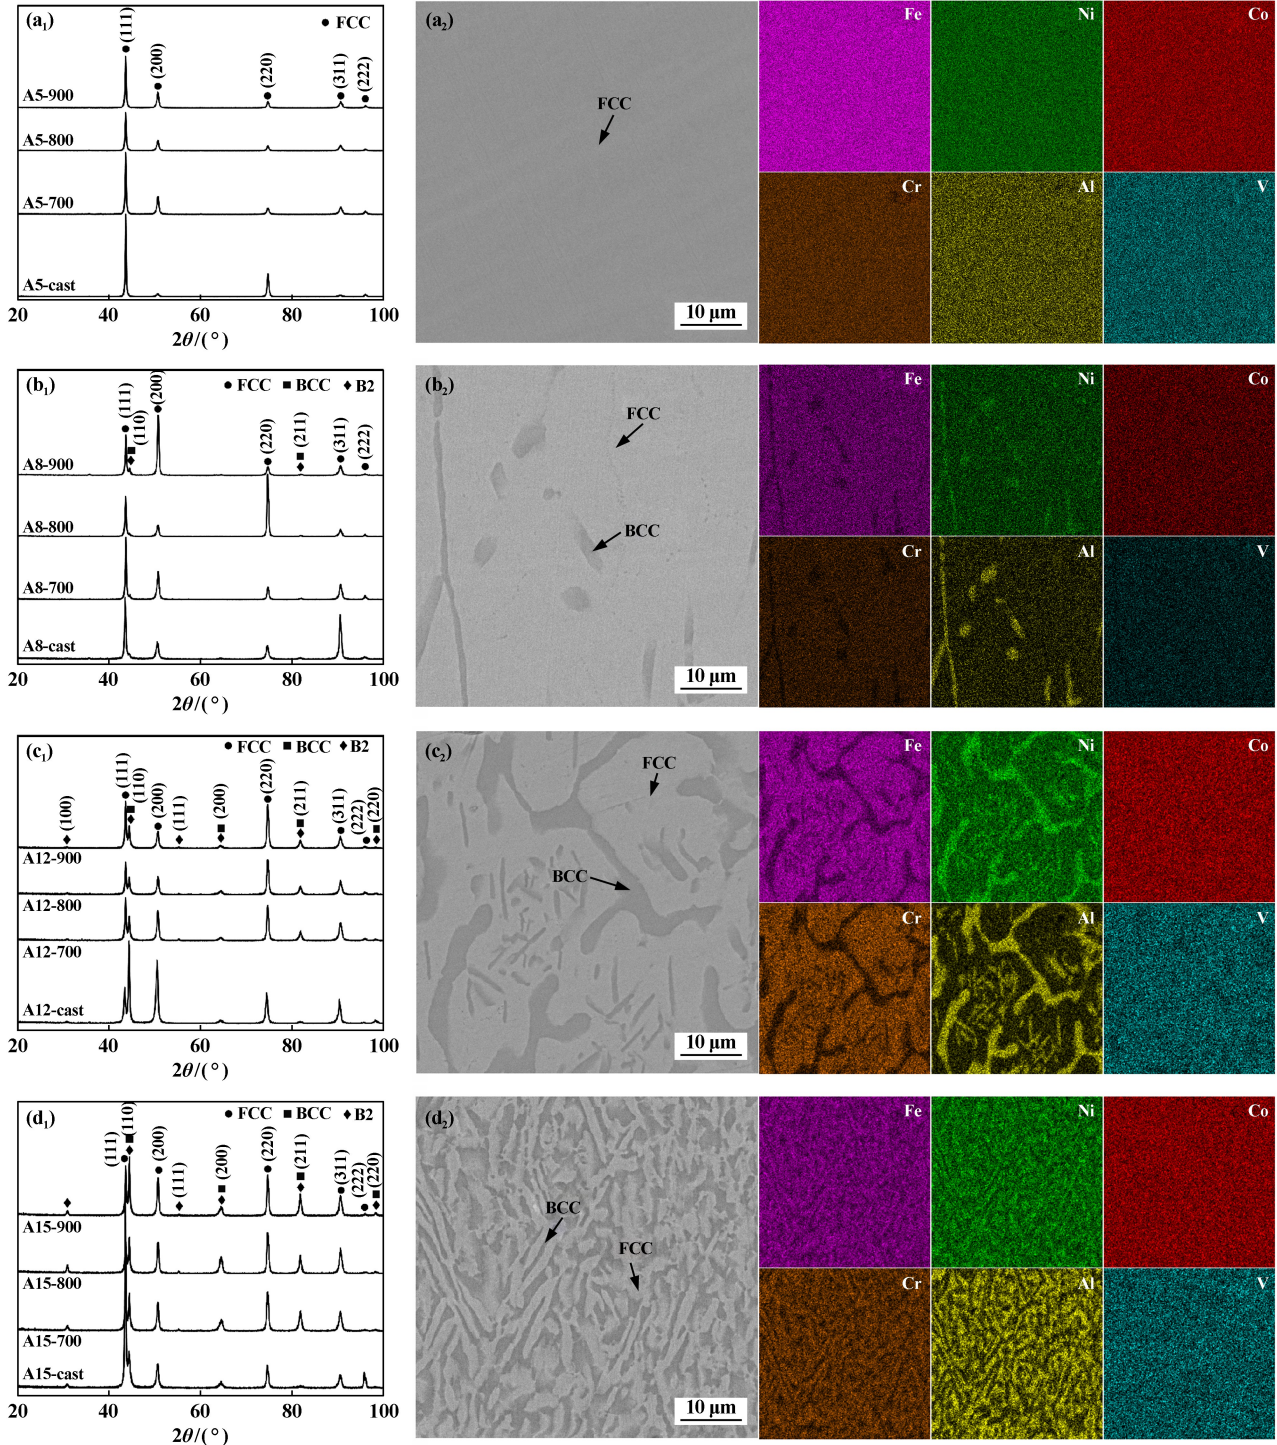 (a₁)
● FCC
(111)
(200)
(220)
(311)
(222)
A5-900
A5-800
A5-700
A5-cast
20 40 60 80 100
2θ/(°)
(a₂)
FCC
10 μm
Fe
Ni
Co
Cr
Al
V
(b₁)
● FCC ■ BCC ♦ B2
(111)
(110)
(200)
(220)
(211)
(311)
(222)
A8-900
A8-800
A8-700
A8-cast
20 40 60 80 100
2θ/(°)
(b₂)
FCC
BCC
10 μm
Fe
Ni
Co
Cr
Al
V
(c₁)
● FCC ■ BCC ♦ B2
(100)
(111)
(110)
(200)
(111)
(200)
(220)
(211)
(311)
(222)
(220)
A12-900
A12-800
A12-700
A12-cast
20 40 60 80 100
2θ/(°)
(c₂)
FCC
BCC
10 μm
Fe
Ni
Co
Cr
Al
V
(d₁)
● FCC ■ BCC ♦ B2
(111)
(110)
(200)
(111)
(200)
(220)
(211)
(311)
(222)
(220)
A15-900
A15-800
A15-700
A15-cast
20 40 60 80 100
2θ/(°)
(d₂)
BCC
FCC
10 μm
Fe
Ni
Co
Cr
Al
V